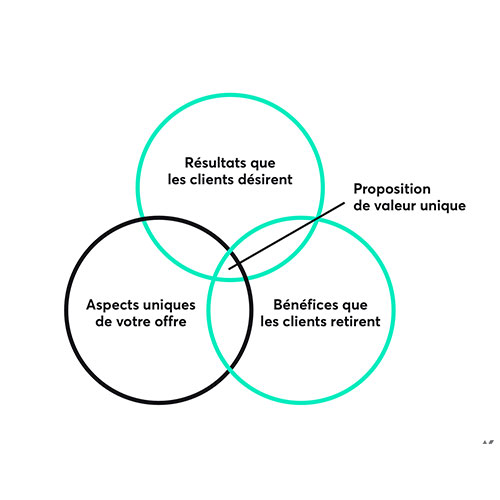 Résultats que
les clients désirent
Proposition
de valeur unique
Aspects uniques
de votre offre
Bénéfices que
les clients retirent